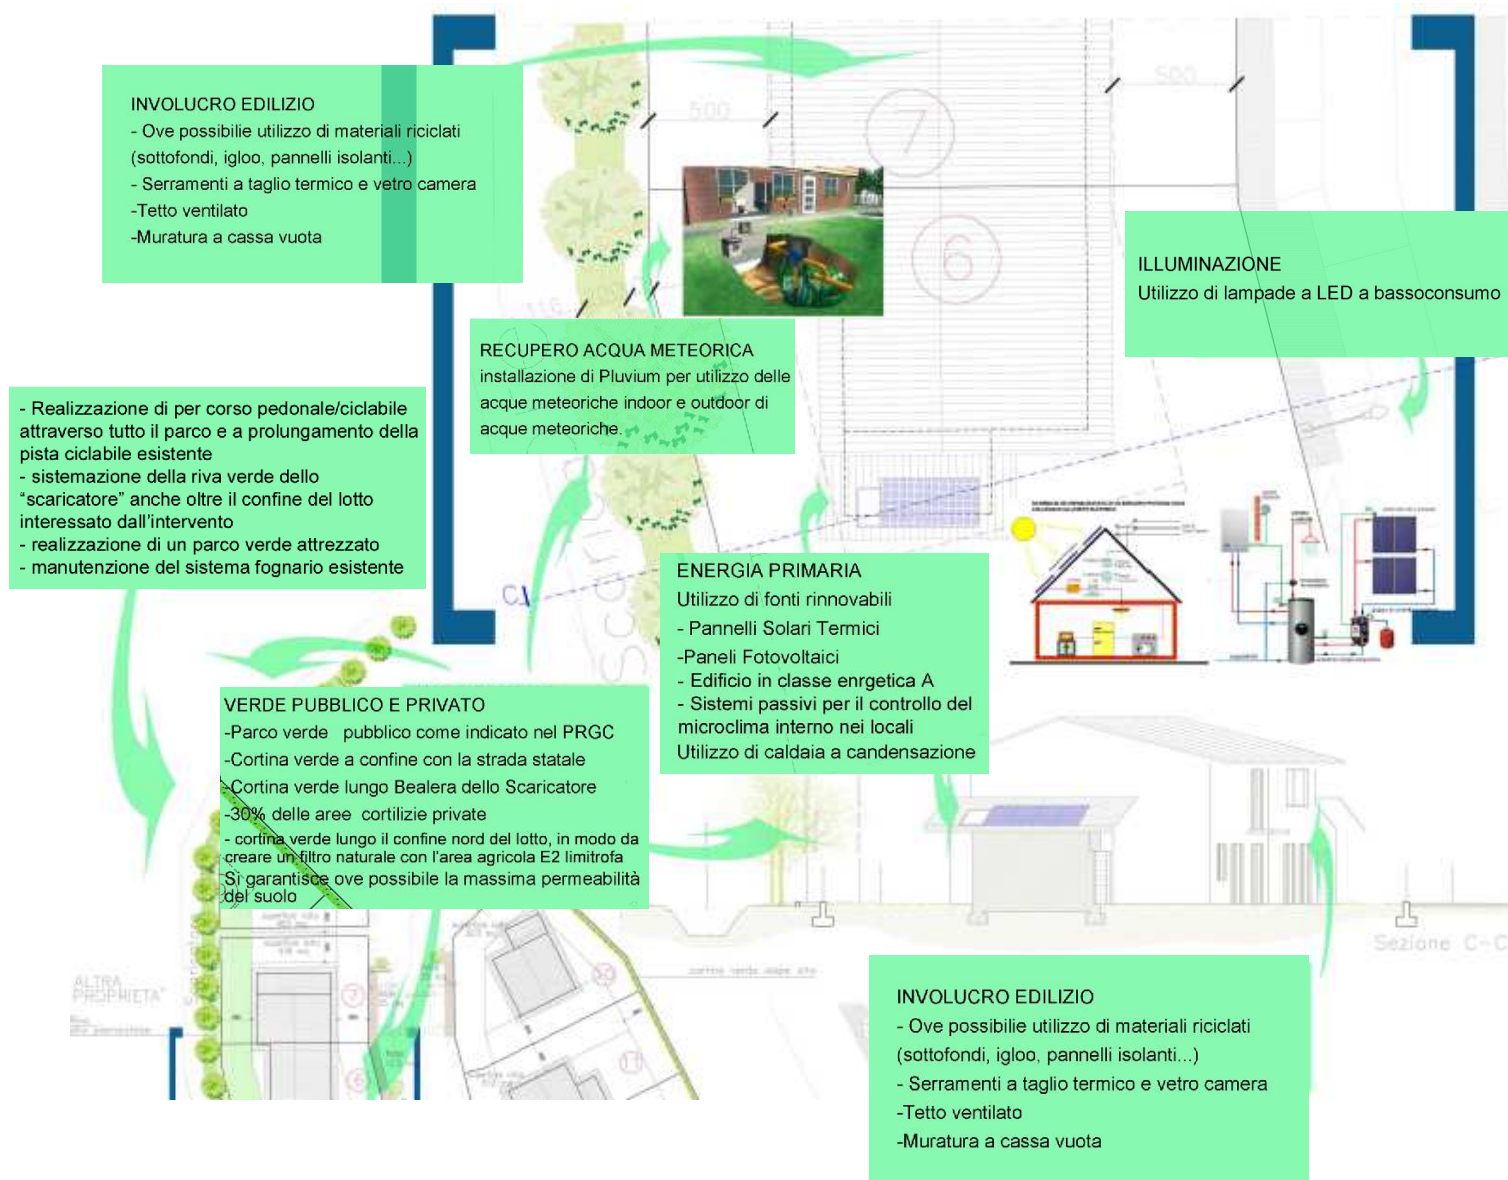 500
500
7
6
116
INVOLUCRO EDILIZIO
- Ove possibilie utilizzo di materiali riciclati
(sottofondi, igloo, pannelli isolanti...)
- Serramenti a taglio termico e vetro camera
-Tetto ventilato
-Muratura a cassa vuota
ILLUMINAZIONE
Utilizzo di lampade a LED a bassoconsumo
RECUPERO ACQUA METEORICA
installazione di Pluvium per utilizzo delle
acque meteoriche indoor e outdoor di
acque meteoriche.
- Realizzazione di per corso pedonale/ciclabile
attraverso tutto il parco e a prolungamento della
pista ciclabile esistente
- sistemazione della riva verde dello
“scaricatore” anche oltre il confine del lotto
interessato dall'intervento
- realizzazione di un parco verde attrezzato
- manutenzione del sistema fognario esistente
C
ENERGIA PRIMARIA
Utilizzo di fonti rinnovabili
- Pannelli Solari Termici
-Paneli Fotovoltaici
- Edificio in classe enrgetica A
- Sistemi passivi per il controllo del
microclima interno nei locali
Utilizzo di caldaia a candensazione
VERDE PUBBLICO E PRIVATO
-Parco verde pubblico come indicato nel PRGC
-Cortina verde a confine con la strada statale
-Cortina verde lungo Bealera dello Scaricatore
-30% delle aree cortilizie private
- cortina verde lungo il confine nord del lotto, in modo da
creare un filtro naturale con l'area agricola E2 limitrofa
Si garantisce ove possibile la massima permeabilità
del suolo
Sezione C-C
ALTRA
PROPRIETA'
7
10
11
6
INVOLUCRO EDILIZIO
- Ove possibilie utilizzo di materiali riciclati
(sottofondi, igloo, pannelli isolanti...)
- Serramenti a taglio termico e vetro camera
-Tetto ventilato
-Muratura a cassa vuota